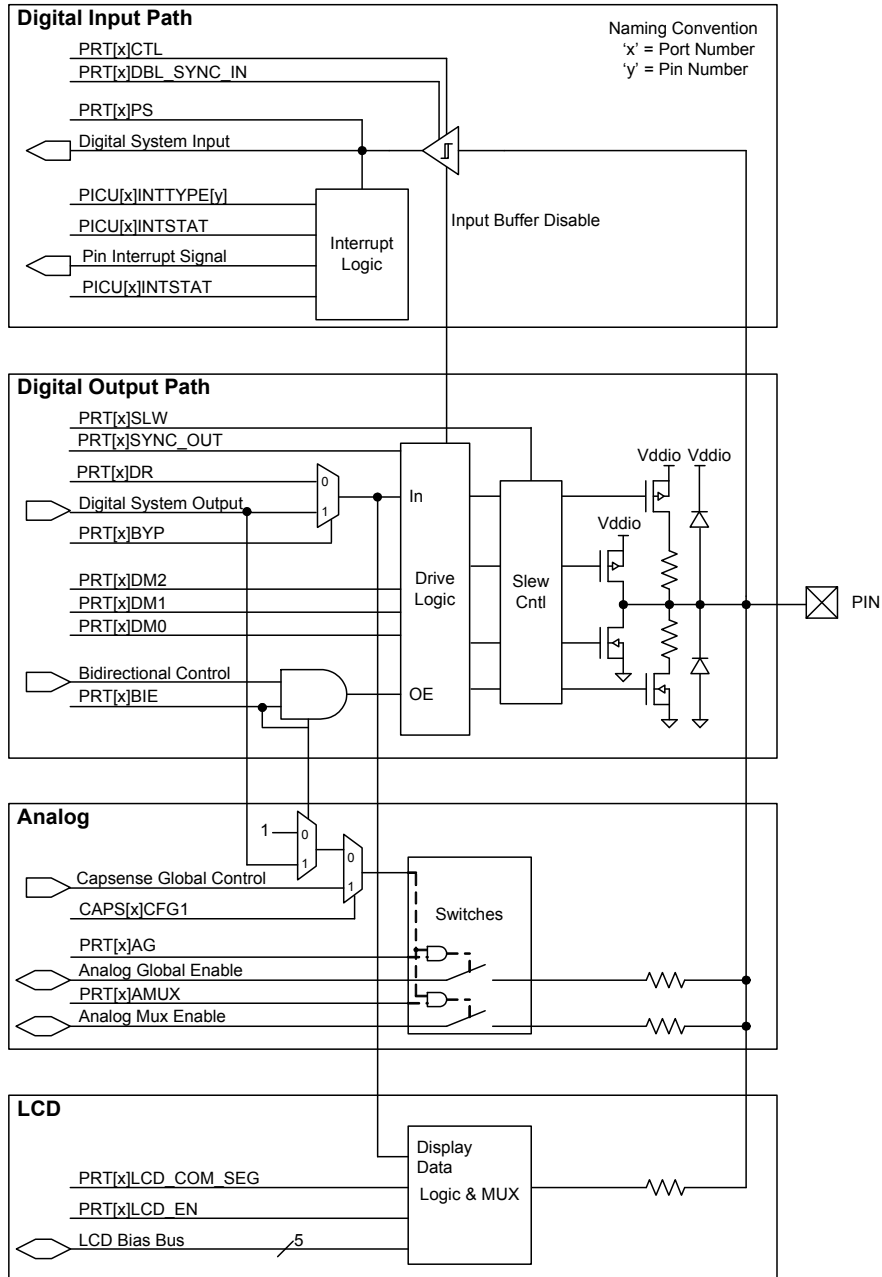 Digital Input Path
Naming Convention
‘x’ = Port Number
‘y’ = Pin Number
PRT[x]CTL
PRT[x]DBL_SYNC_IN
PRT[x]PS
Digital System Input
Input Buffer Disable
PICU[x]INTTYPE[y]
PICU[x]INTSTAT
Pin Interrupt Signal
PICU[x]INTSTAT
Interrupt
Logic
Digital Output Path
PRT[x]SLW
PRT[x]SYNC_OUT
PRT[x]DR
Digital System Output
PRT[x]BYP
0
1
In
Vddio Vddio
Vddio
PRT[x]DM2
PRT[x]DM1
PRT[x]DM0
Drive
Logic
Slew
Cntl
PIN
Bidirectional Control
PRT[x]BIE
OE
Analog
1
0
1
0
1
Capsense Global Control
CAPS[x]CFG1
Switches
PRT[x]AG
Analog Global Enable
PRT[x]AMUX
Analog Mux Enable
LCD
Display
Data
Logic & MUX
PRT[x]LCD_COM_SEG
PRT[x]LCD_EN
LCD Bias Bus
5